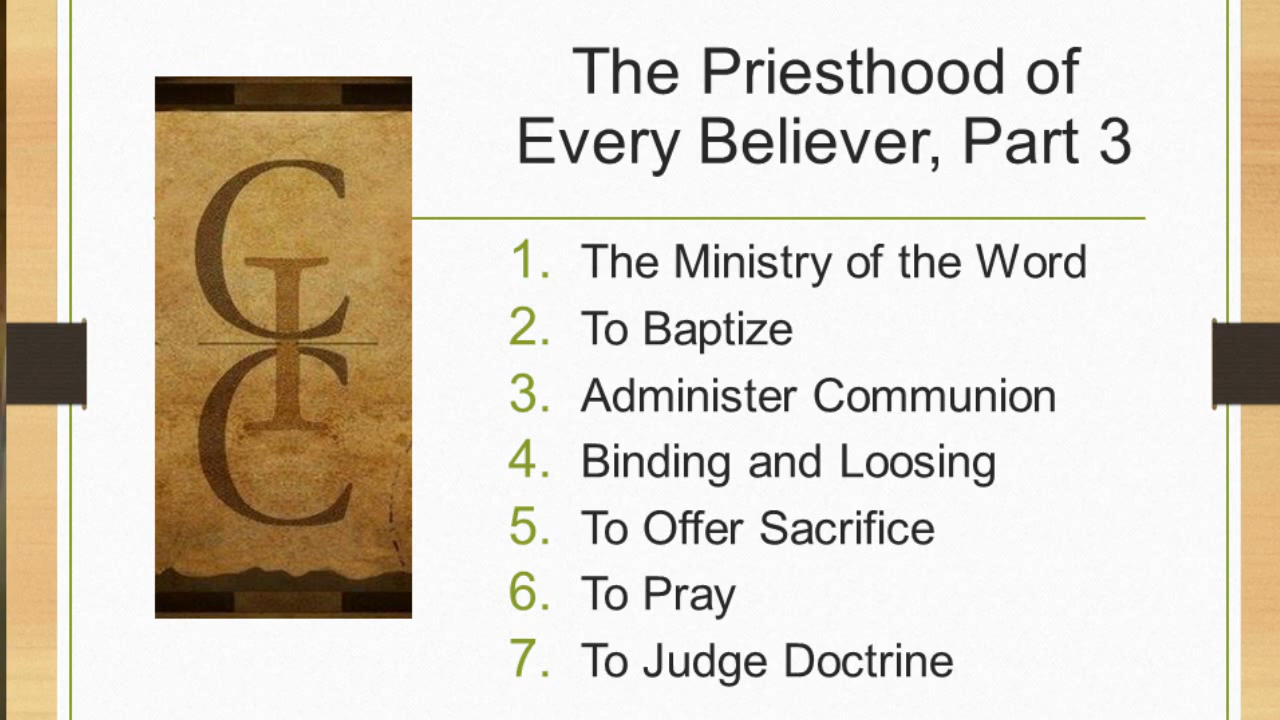 The Priesthood of
Every Believer, Part 3
CIC
1. The Ministry of the Word
2. To Baptize
3. Administer Communion
4. Binding and Loosing
5. To Offer Sacrifice
6. To Pray
7. To Judge Doctrine